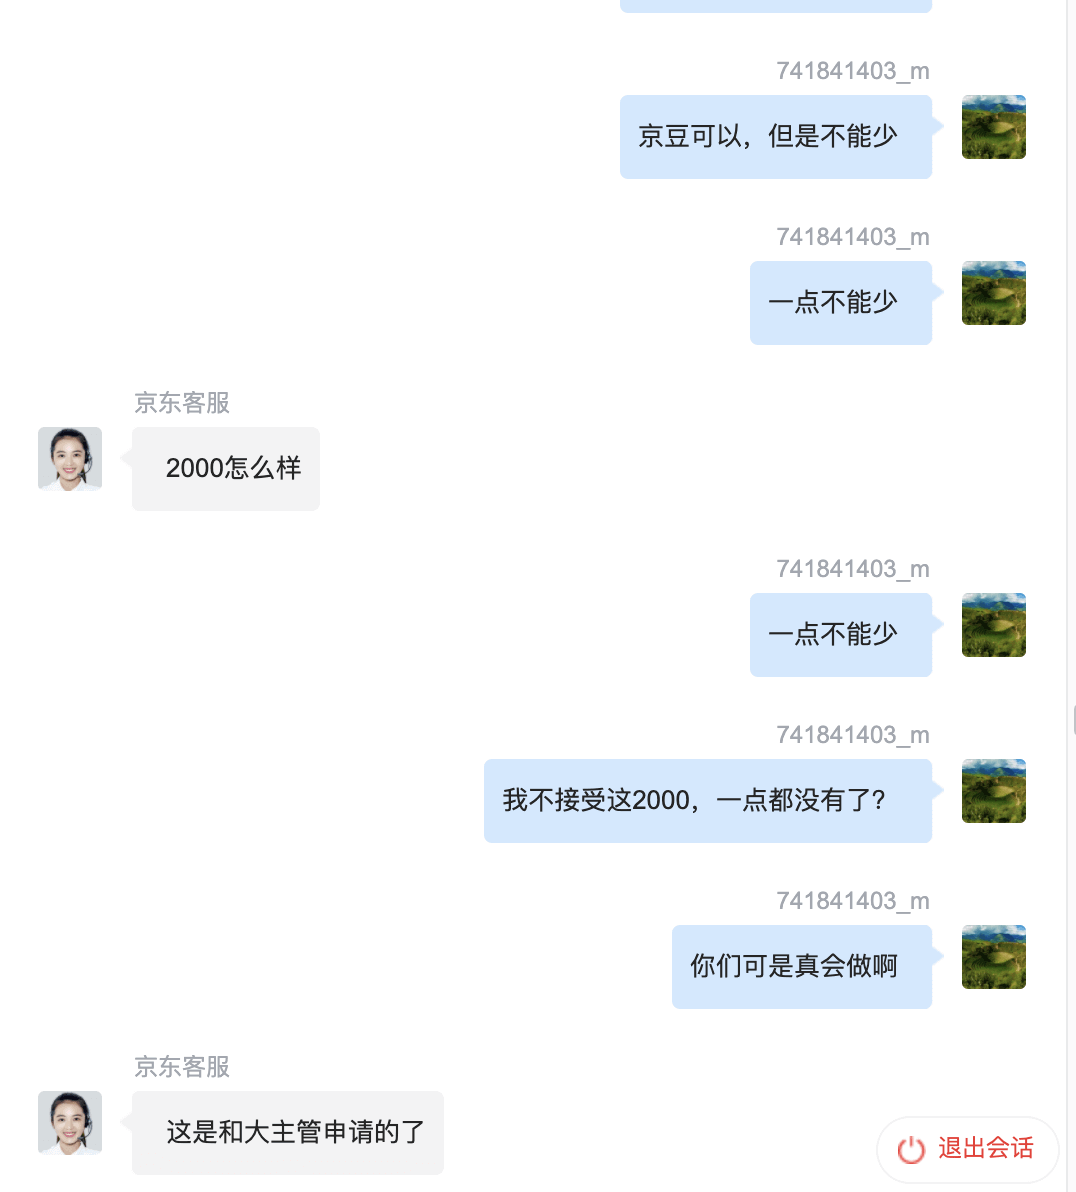 741841403_m
京豆可以，但是不能少
741841403_m
一点不能少
京东客服
2000怎么样
741841403_m
一点不能少
741841403_m
我不接受这2000，一点都没有了？
741841403_m
你们可是真会做啊
京东客服
这是和大主管申请的了
退出会话